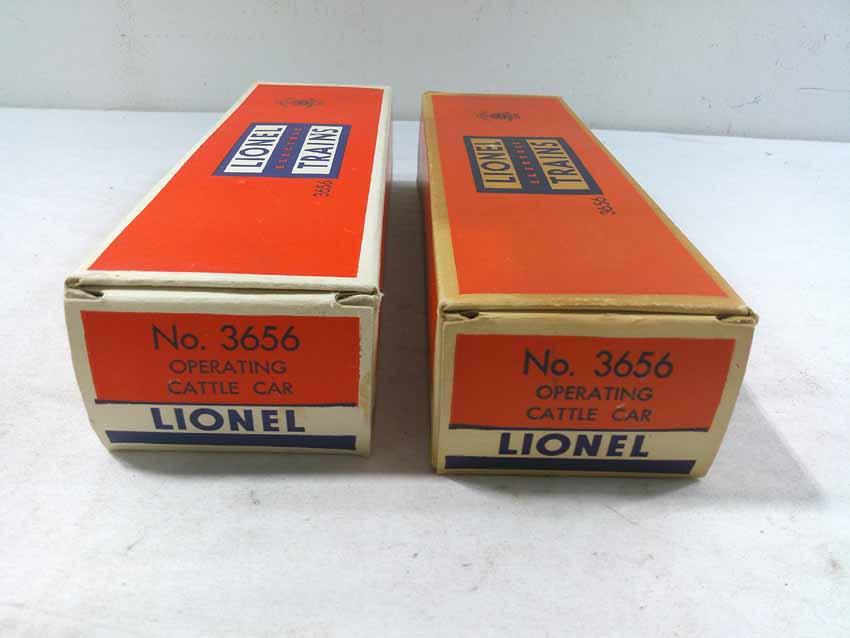 LIONEL
ELECTRIC
TRAINS
3656
No. 3656
OPERATING
CATTLE CAR
LIONEL
LIONEL
ELECTRIC
TRAINS
3656
No. 3656
OPERATING
CATTLE CAR
LIONEL